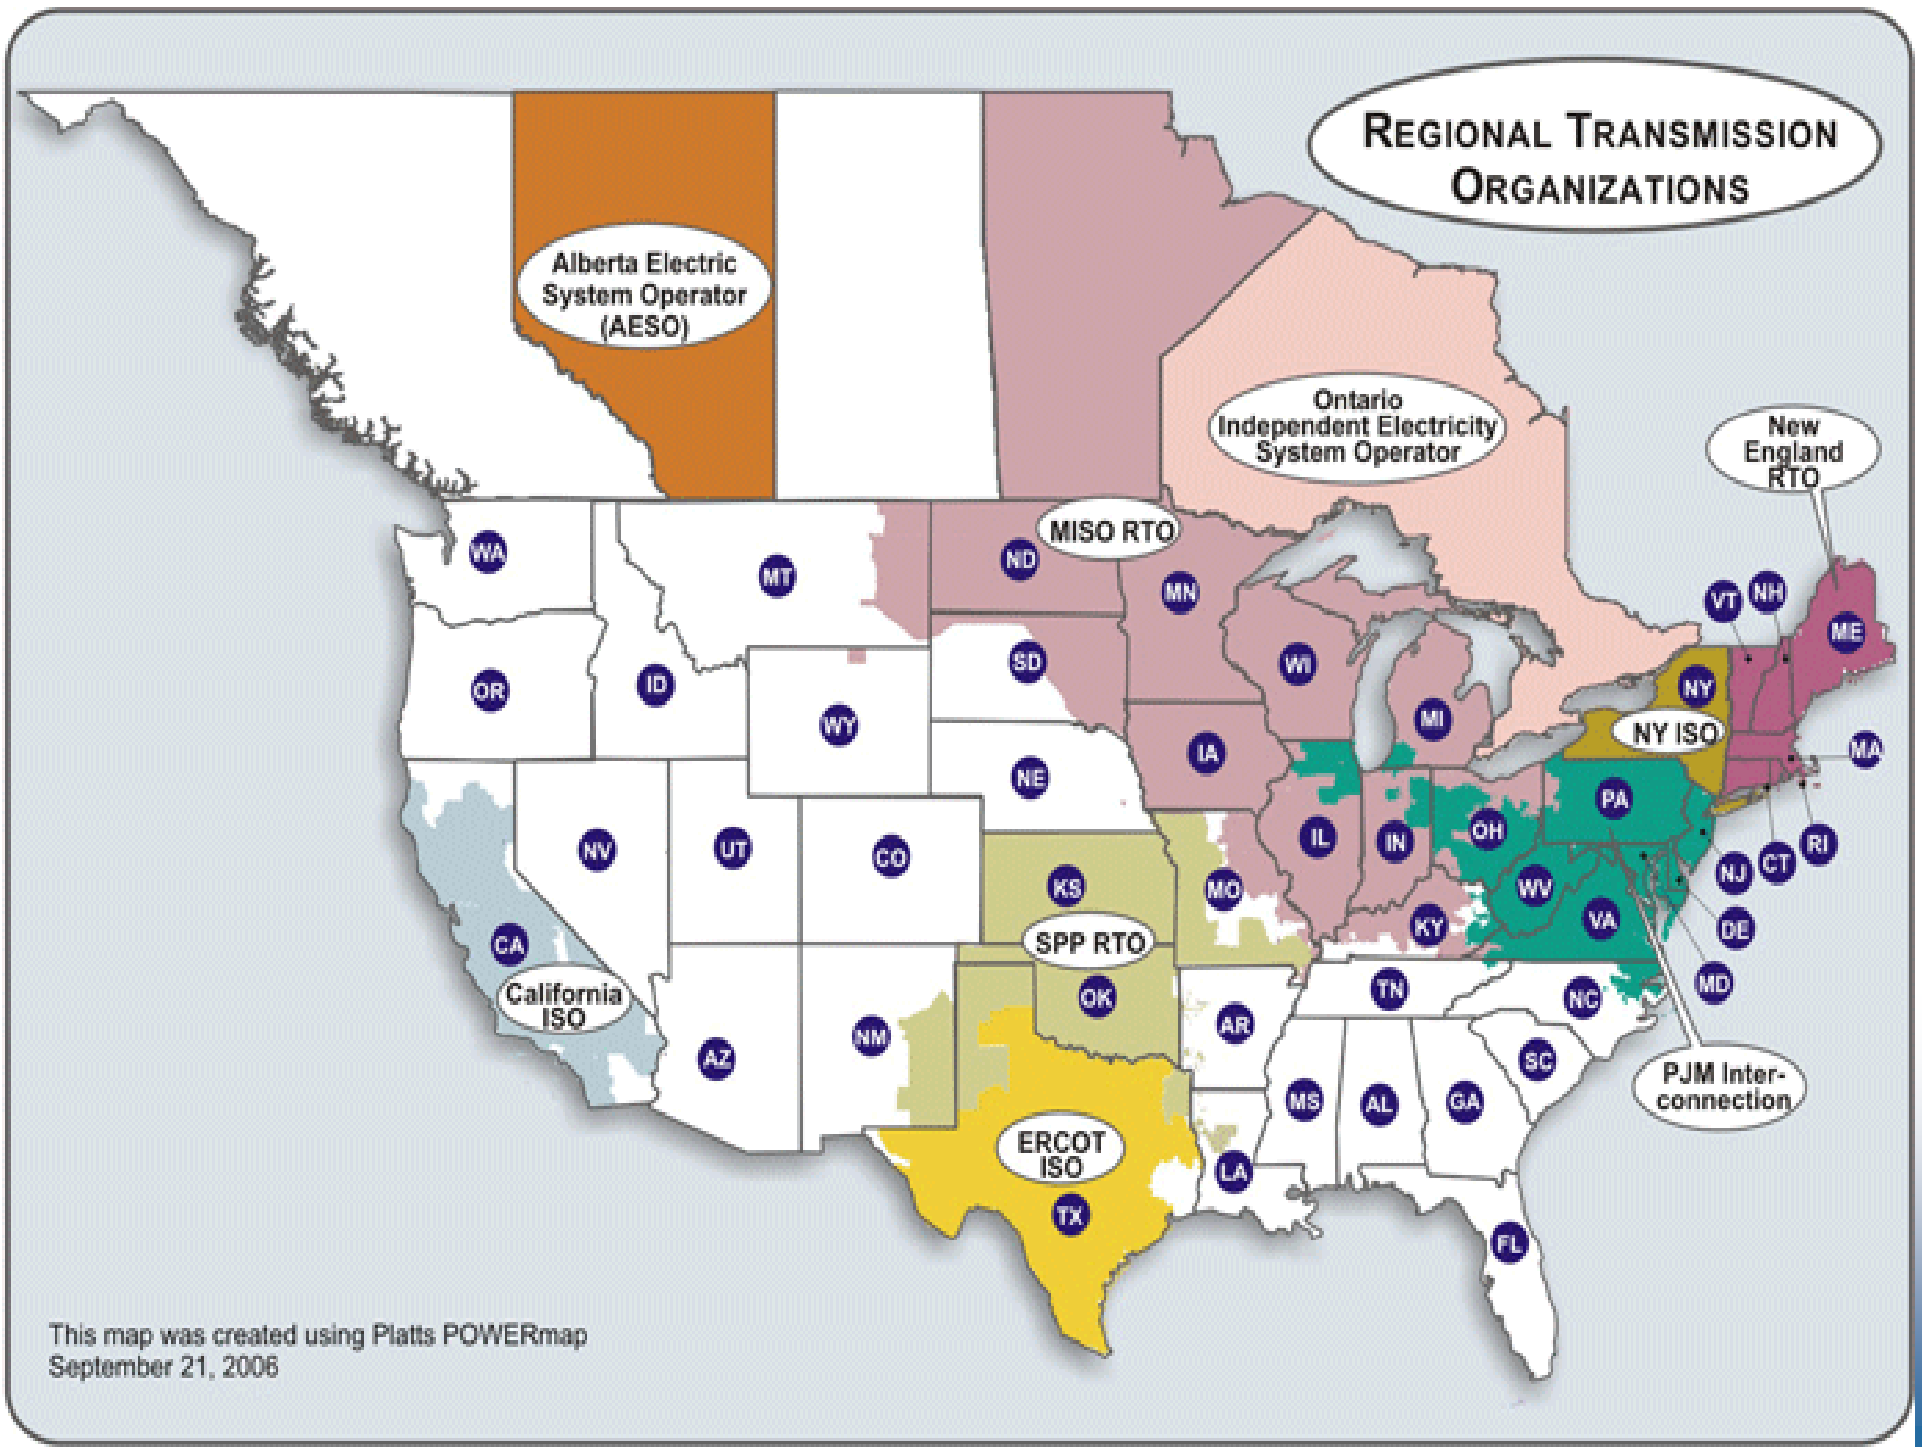 REGIONAL TRANSMISSION
ORGANIZATIONS
Alberta Electric
System Operator
(AESO)
Ontario
Independent Electricity
System Operator
New
England
RTO
MISO RTO
WA
MT
ND
MN
VT
NH
ME
OR
ID
SD
WI
NY
WY
MI
NY ISO
MA
IA
NE
PA
NV
UT
CO
IL
IN
OH
RI
CT
NJ
KS
MO
WV
KY
VA
DE
CA
SPP RTO
California
ISO
OK
TN
NC
MD
NM
AR
AZ
SC
PJM Inter-
connection
MS
AL
GA
ERCOT
ISO
LA
TX
FL
This map was created using Platts POWERmap
September 21, 2006